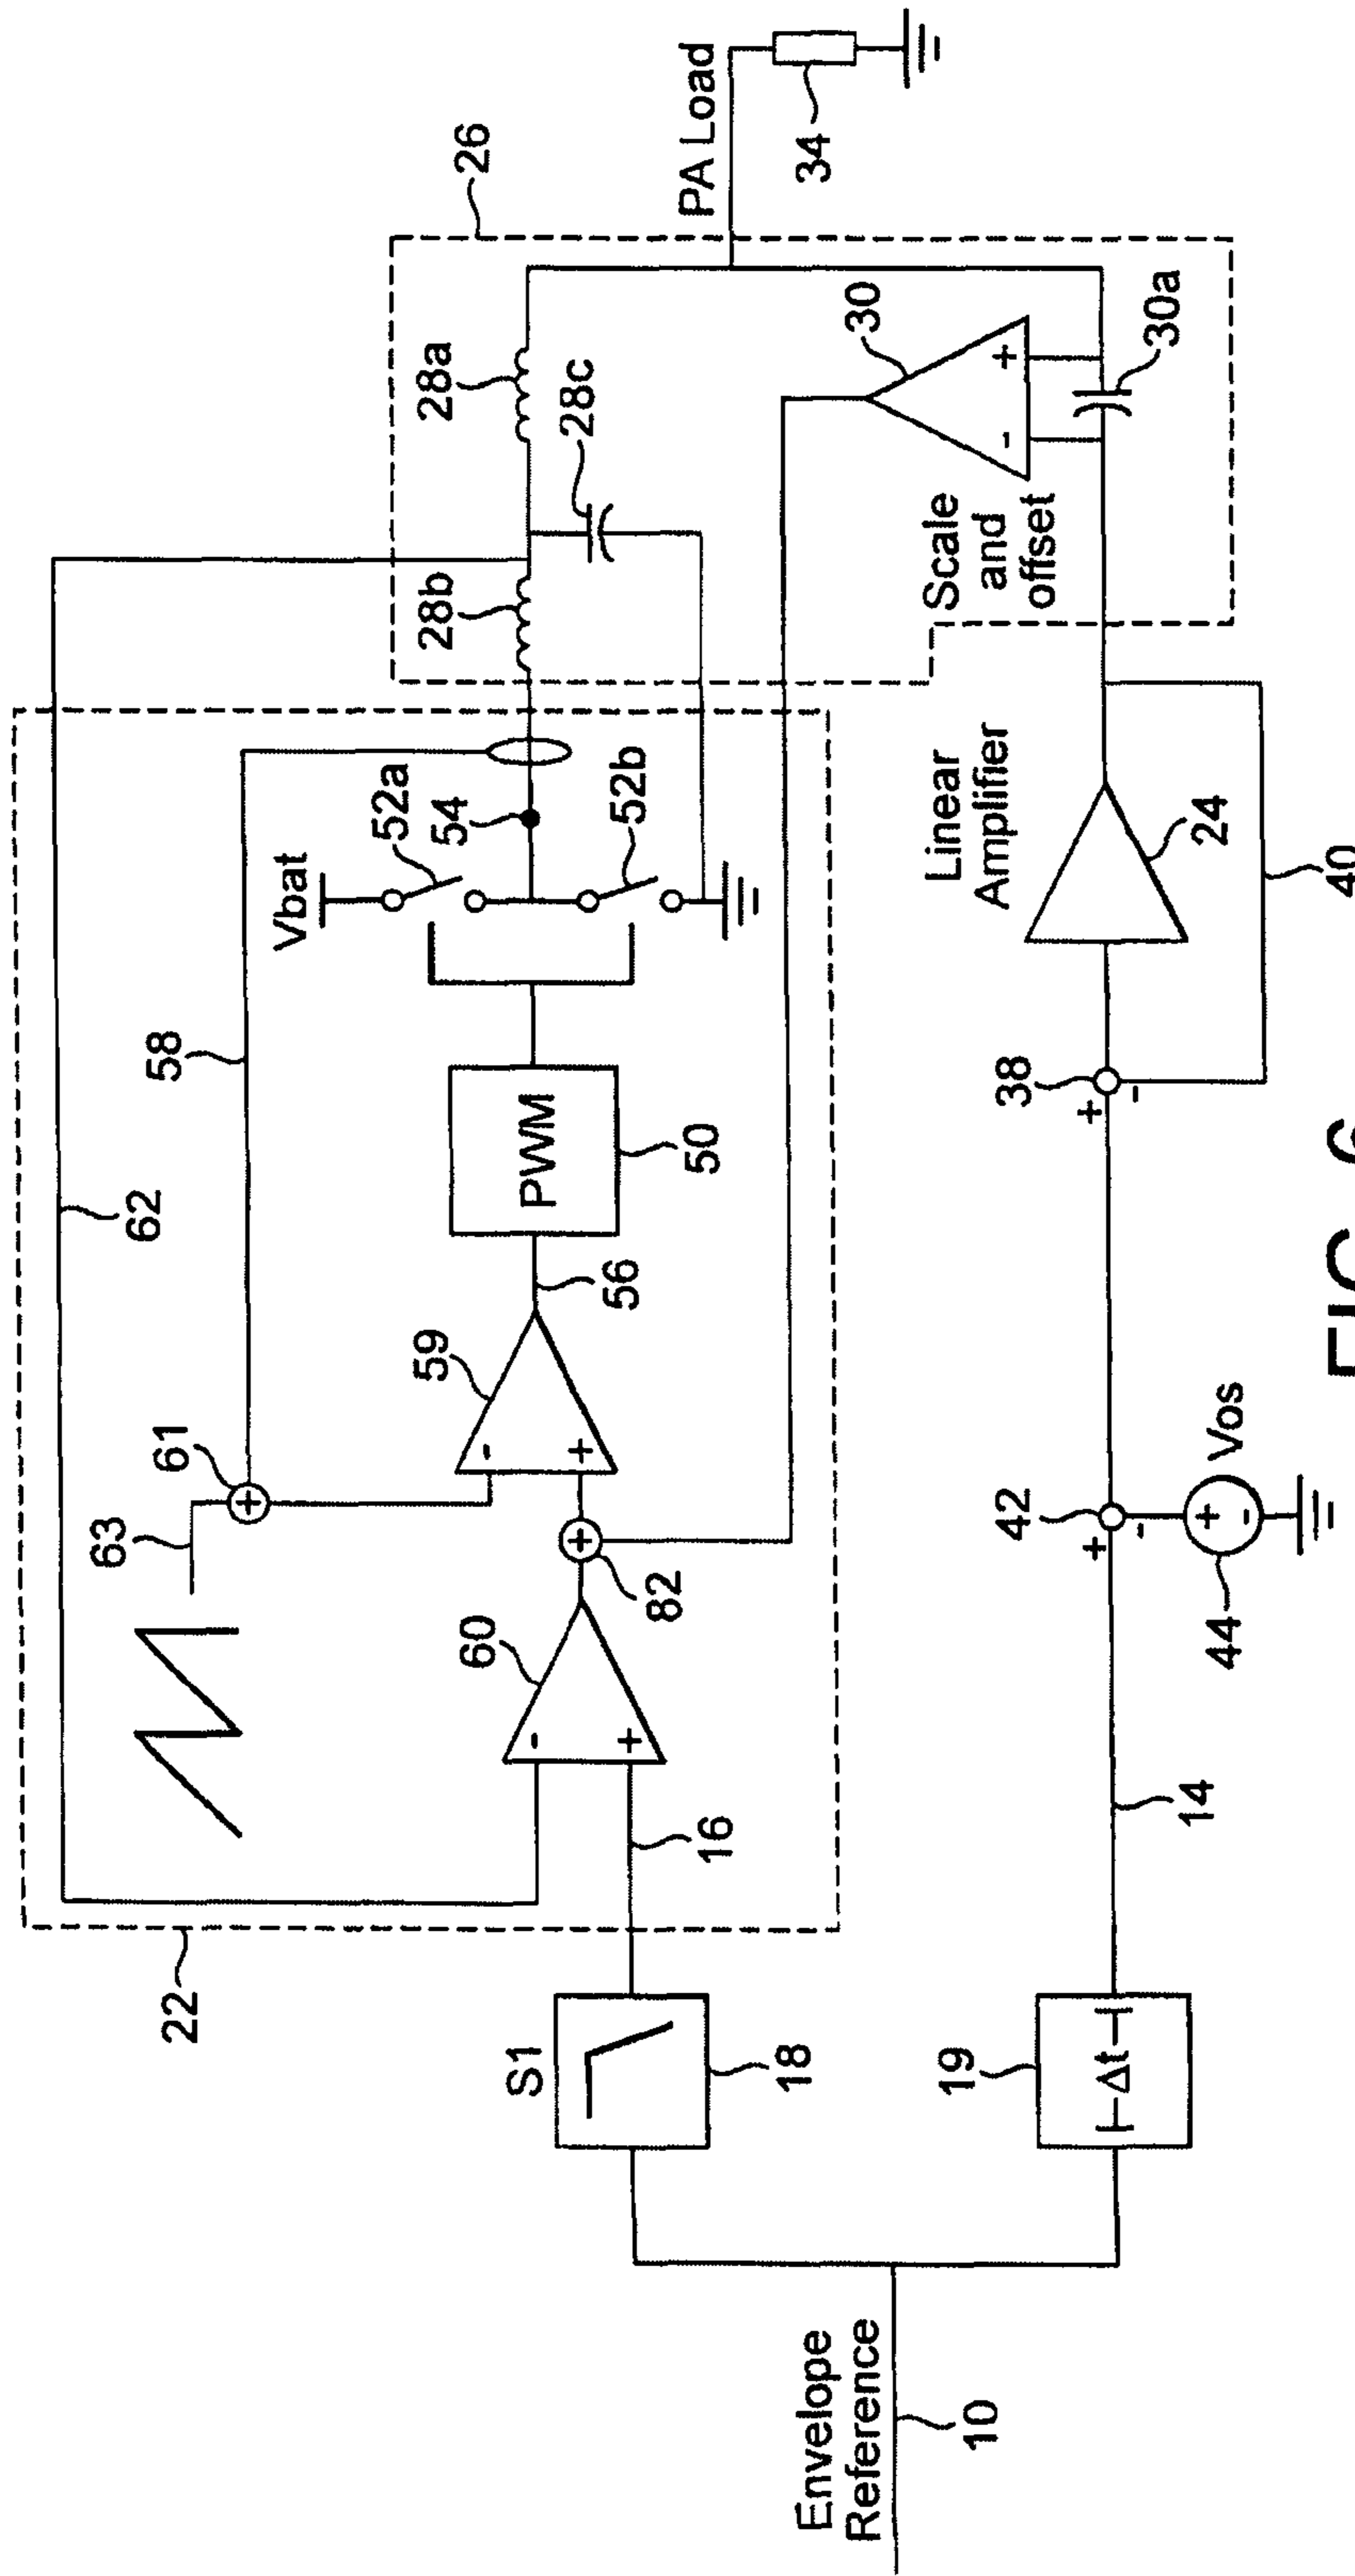 62
58
26
63
61
Vbat
52a
54
52b
28b
28a
28c
PA Load
34
22
60
59
56
PWM
50
82
S1
18
16
30
+
-
30a
Scale
and
offset
Envelope
Reference
10
19
Δt
14
42
+
-
44
+
-
Vos
38
+
-
Linear
Amplifier
24
40
-
+
-
+
+
+
FIG. 6